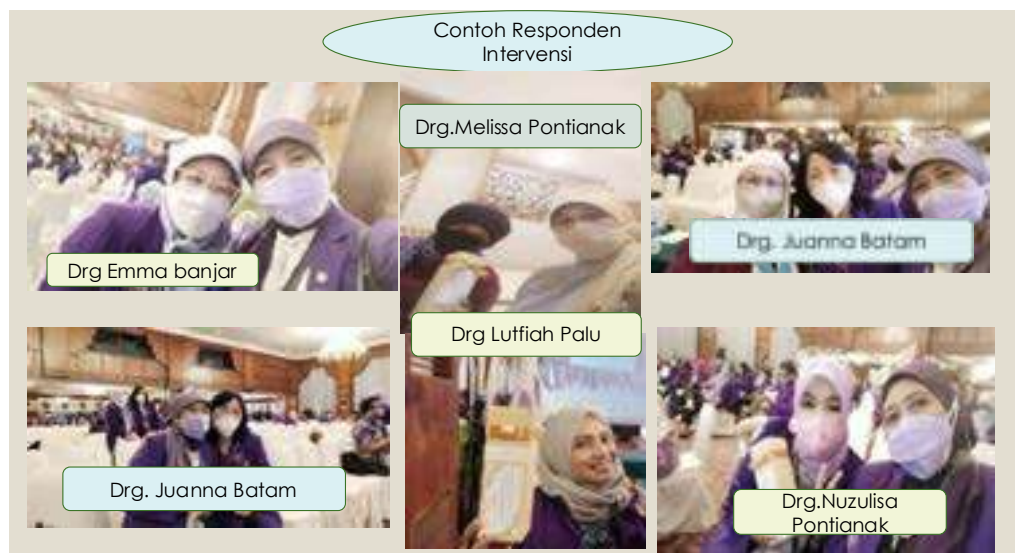 Contoh Responden
Intervensi
Drg.Melissa Pontianak
Drg. Juanna Batam
Drg Emma banjar
Drg Lutfiah Palu
Drg. Juanna Batam
Drg.Nuzulisa
Pontianak